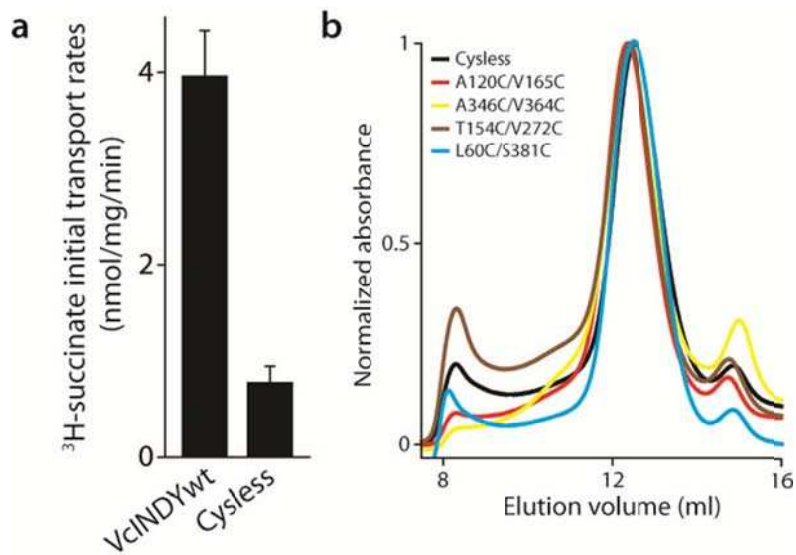 a
³H-succinate initial transport rates
(nmol/mg/min)
4
2
0
VcINDYwt
Cysless
b
Normalized absorbance
1
0.5
0
Cysless
A120C/V165C
A346C/V364C
T154C/V272C
L60C/S381C
8
12
16
Elution volume (ml)